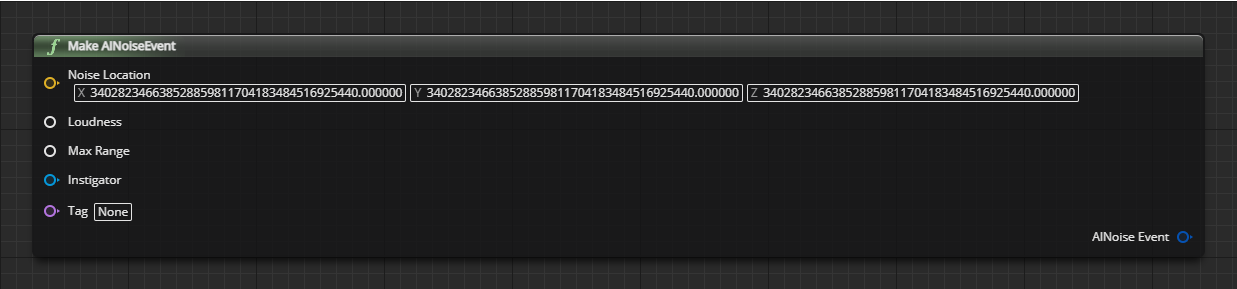 f Make AINoiseEvent
Noise Location
X 340282346638528859811704183484516925440.000000 Y 340282346638528859811704183484516925440.000000 Z 340282346638528859811704183484516925440.000000
Loudness
Max Range
Instigator
Tag None
AINoise Event